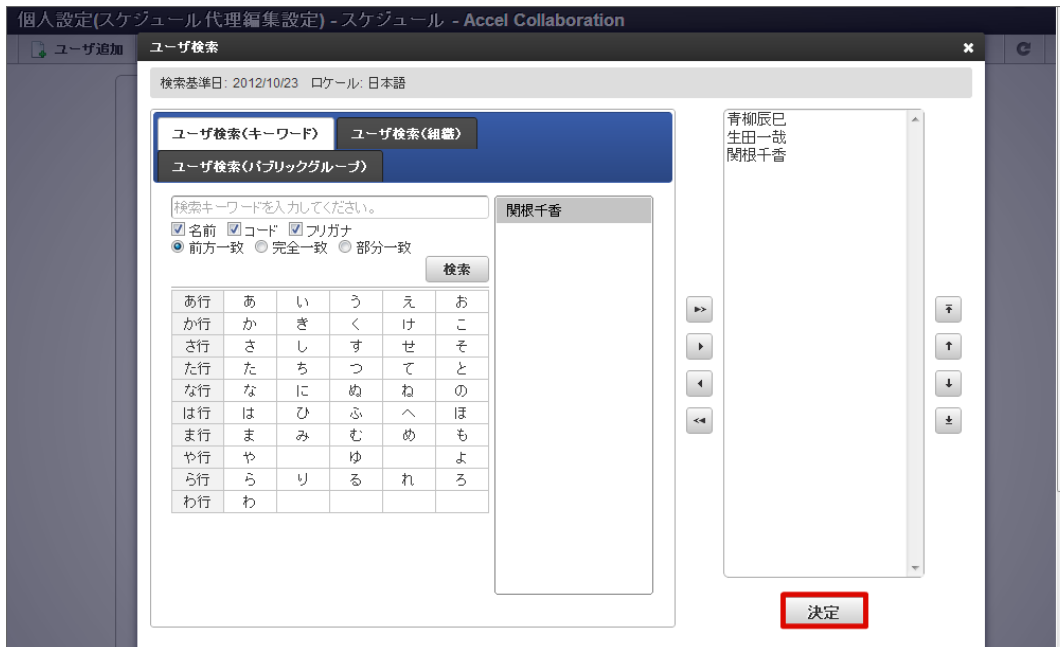 個人設定(スケジュール代理編集設定) - スケジュール - Accel Collaboration
ユーザ追加
ユーザ検索
検索基準日: 2012/10/23 ロケール: 日本語
ユーザ検索(キーワード) ユーザ検索(組織)
ユーザ検索(パブリックグループ)
検索キーワードを入力してください。
名前 コード フリガナ
前方一致 完全一致 部分一致
検索
あ行 あ い う え お
か行 か き く け こ
さ行 さ し す せ そ
た行 た ち つ て と
な行 な に ぬ ね の
は行 は ひ ふ へ ほ
ま行 ま み む め も
や行 や ゆ よ
ら行 ら り る れ ろ
わ行 わ
関根千香
青柳辰巳
生田一哉
関根千香
決定